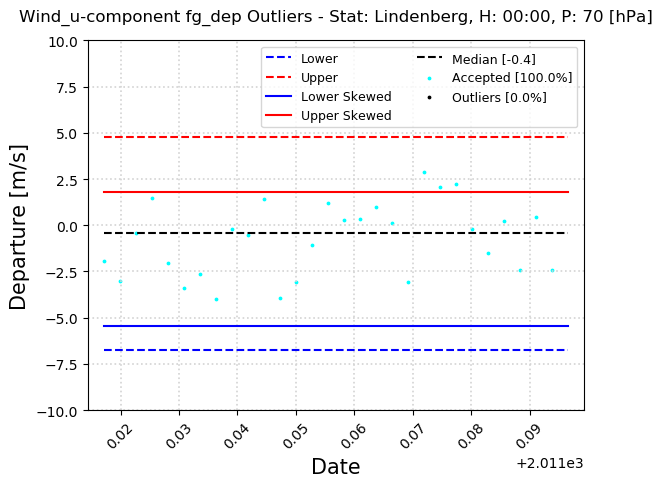 Wind_u-component fg_dep Outliers - Stat: Lindenberg, H: 00:00, P: 70 [hPa]
Lower
Upper
Lower Skewed
Upper Skewed
Median [-0.4]
Accepted [100.0%]
Outliers [0.0%]
Departure [m/s]
10.0
7.5
5.0
2.5
0.0
−2.5
−5.0
−7.5
−10.0
0.02
0.03
0.04
0.05
0.06
0.07
0.08
0.09
+2.011e3
Date